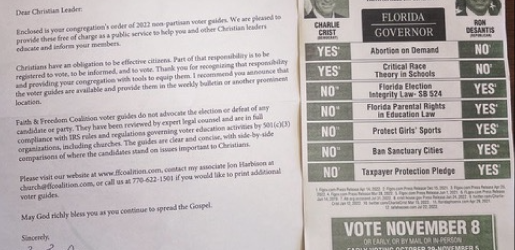 Dear Christian Leader:
Enclosed is your congregation's order of 2022 non-partisan voter guides. We are pleased to
provide these free of charge as a public service to help you and other Christian leaders
educate and inform your members.
Christians have an obligation to be effective citizens. Part of that responsibility is to be
registered to vote, to be informed, and to vote. Thank you for recognizing that responsibility
and providing your congregation with tools to equip them. I recommend you announce that
the voter guides are available and provide them in the weekly bulletin or another prominent
location.
Faith & Freedom Coalition voter guides do not advocate the election or defeat of any
candidate or party. They have been reviewed by expert legal counsel and are in full
compliance with IRS rules and regulations governing voter education activities by 501(c)(3)
organizations, including churches. The guides are clear and concise, with side-by-side
comparisons of where candidates stand on issues important to Christians.
Please visit our website at www.ffcoalition.com, contact my associate Jon Harbison at
church@ffcoalition.com, or call us at 770-622-1501 if you would like to print additional
voter guides.
May God richly bless you as you continue to spread the Gospel.
Sincerely,
CHARLIE
CRIST
FLORIDA
GOVERNOR
RON
DESANTIS
YES Abortion on Demand NO
YES Critical Race
Theory in Schools NO
NO Florida Election
Integrity Law- SB 524 YES
NO Florida Parental Rights
in Education Law YES
NO Protect Girls' Sports YES
NO Ban Sanctuary Cities YES
NO Taxpayer Protection Pledge YES
VOTE NOVEMBER 8
OR EARLY, OR BY MAIL OR IN-PERSON